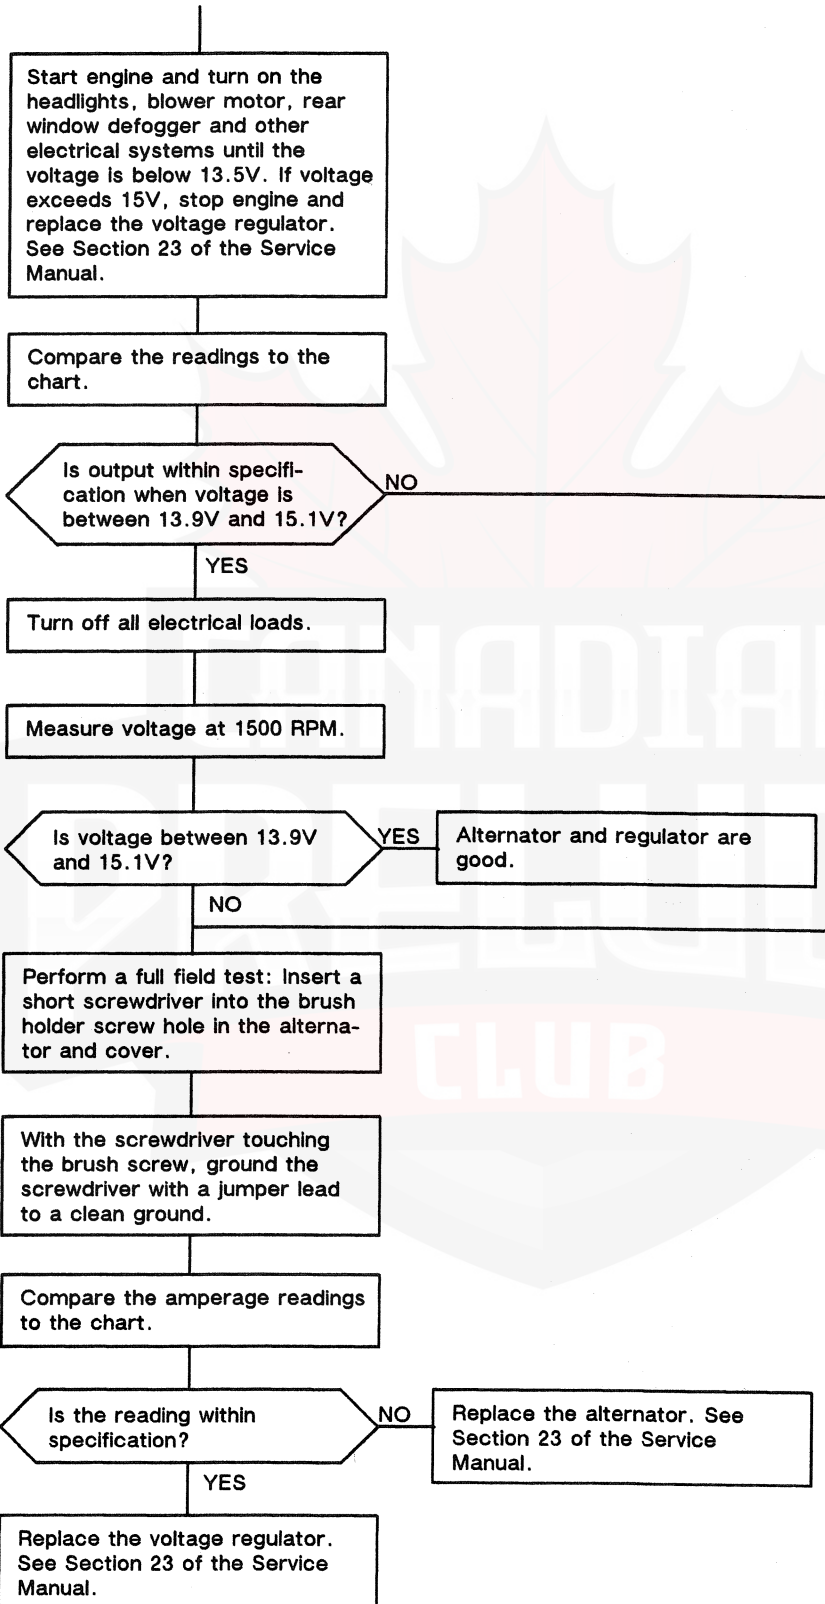 Start engine and turn on the
headlights, blower motor, rear
window defogger and other
electrical systems until the
voltage is below 13.5V. If voltage
exceeds 15V, stop engine and
replace the voltage regulator.
See Section 23 of the Service
Manual.
Compare the readings to the
chart.
Is output within specifi-
cation when voltage is
between 13.9V and 15.1V?
NO
YES
Turn off all electrical loads.
Measure voltage at 1500 RPM.
Is voltage between 13.9V
and 15.1V?
YES
Alternator and regulator are
good.
NO
Perform a full field test: Insert a
short screwdriver into the brush
holder screw hole in the alterna-
tor and cover.
With the screwdriver touching
the brush screw, ground the
screwdriver with a jumper lead
to a clean ground.
Compare the amperage readings
to the chart.
Is the reading within
specification?
NO
Replace the alternator. See
Section 23 of the Service
Manual.
YES
Replace the voltage regulator.
See Section 23 of the Service
Manual.
CANADIAN
PRELU
CLUB